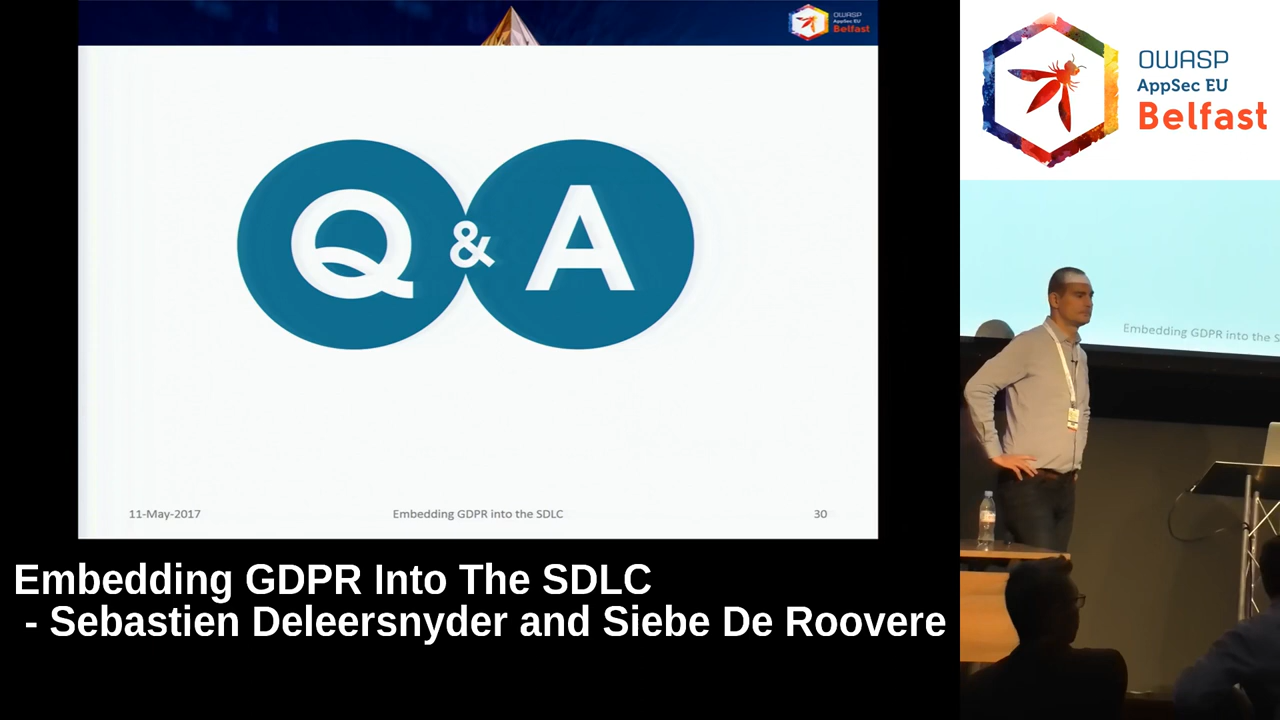 OWASP
AppSec EU
Belfast
Q & A
11-May-2017
Embedding GDPR into the SDLC
30
OWASP
AppSec EU
Belfast
Embedding GDPR into the S
Embedding GDPR Into The SDLC
- Sebastien Deleersnyder and Siebe De Roovere